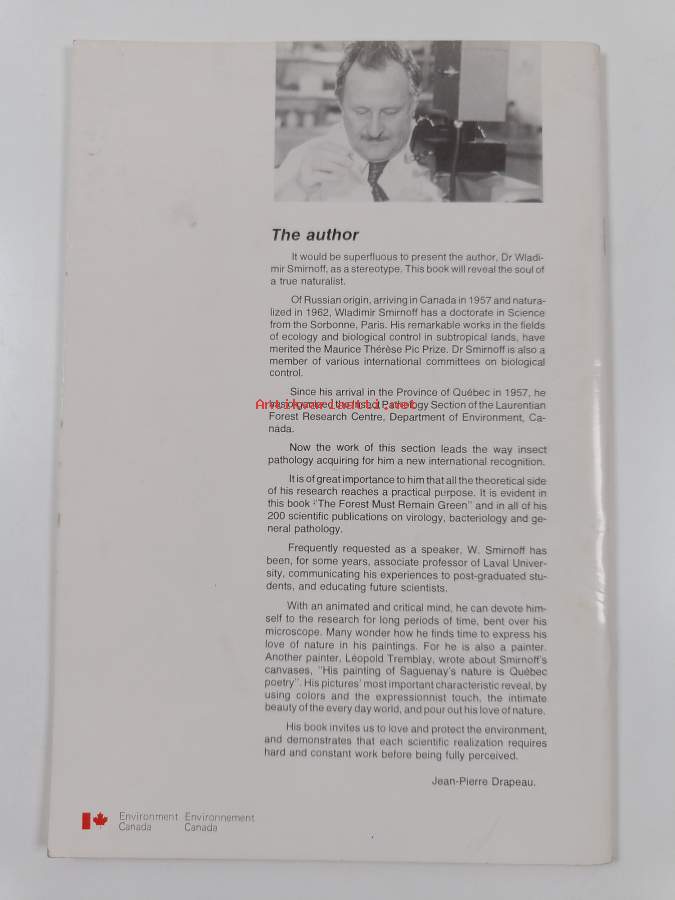 The author
It would be superfluous to present the author, Dr Wladi-
mir Smirnoff, as a stereotype. This book will reveal the soul of
a true naturalist.
Of Russian origin, arriving in Canada in 1957 and natura-
lized in 1962, Wladimir Smirnoff has a doctorate in Science
from the Sorbonne, Paris. His remarkable works in the fields
of ecology and biological control in subtropical lands, have
merited the Maurice Thérèse Pic Prize. Dr Smirnoff is also a
member of various international committees on biological
control.
Since his arrival in the Province of Québec in 1957, he
Antikvariaatti.net
Pathology Section of the Laurentian
Forest Research Centre, Department of Environment, Ca-
nada.
Now the work of this section leads the way insect
pathology acquiring for him a new international recognition.
It is of great importance to him that all the theoretical side
of his research reaches a practical purpose. It is evident in
this book "The Forest Must Remain Green" and in all of his
200 scientific publications on virology, bacteriology and ge-
neral pathology.
Frequently requested as a speaker, W. Smirnoff has
been, for some years, associate professor of Laval Univer-
sity, communicating his experiences to post-graduated stu-
dents, and educating future scientists.
With an animated and critical mind, he can devote him-
self to the research for long periods of time, bent over his
microscope. Many wonder how he finds time to express his
love of nature in his paintings. For he is also a painter.
Another painter, Léopold Tremblay, wrote about Smirnoff's
canvases, "His painting of Saguenay's nature is Québec
poetry". His pictures' most important characteristic reveal, by
using colors and the expressionnist touch, the intimate
beauty of the every day world, and pour out his love of nature.
His book invites us to love and protect the environment,
and demonstrates that each scientific realization requires
hard and constant work before being fully perceived.
Jean-Pierre Drapeau.
Environment Environnement
Canada Canada